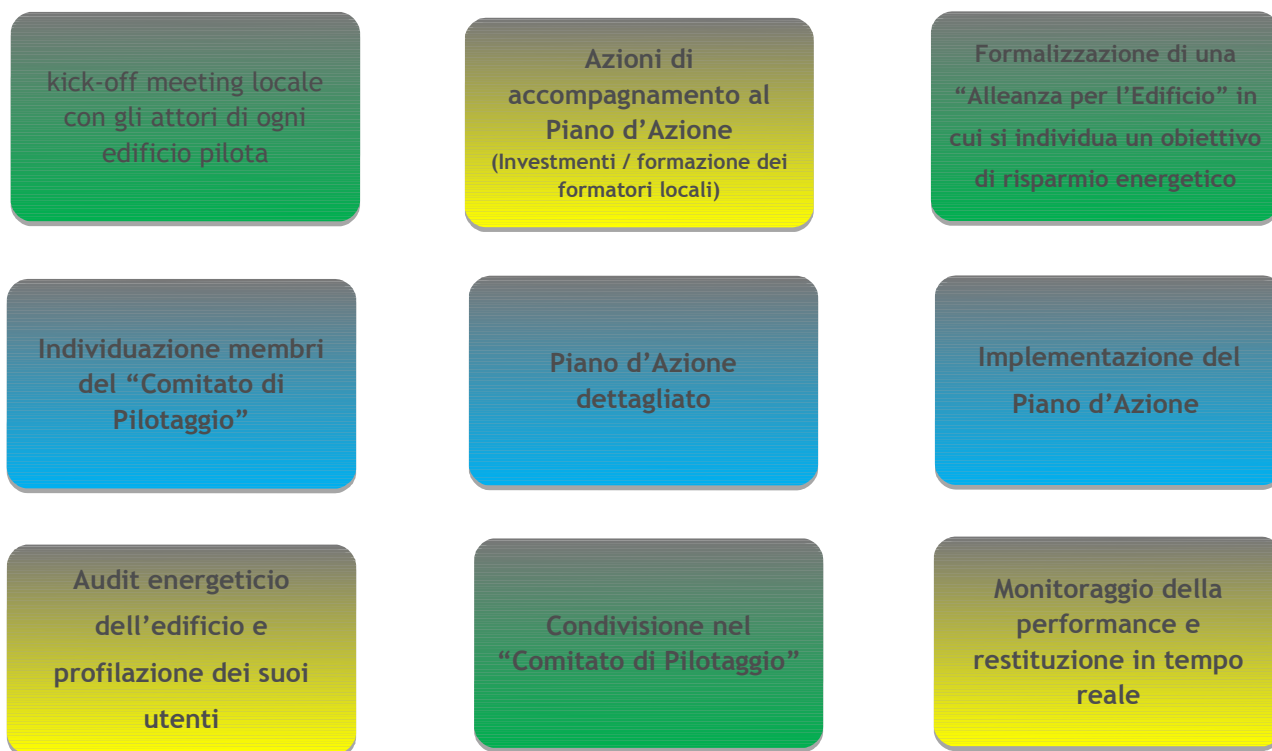 kick-off meeting locale
con gli attori di ogni
edificio pilota
Azioni di
accompagnamento al
Piano d’Azione
(Investmenti / formazione dei
formatori locali)
Formalizzazione di una
“Alleanza per l’Edificio” in
cui si individua un obiettivo
di risparmio energetico
Individuazione membri
del “Comitato di
Pilotaggio”
Piano d’Azione
dettagliato
Implementazione del
Piano d’Azione
Audit energeticio
dell’edificio e
profilazione dei suoi
utenti
Condivisione nel
“Comitato di Pilotaggio”
Monitoraggio della
performance e
restituzione in tempo
reale